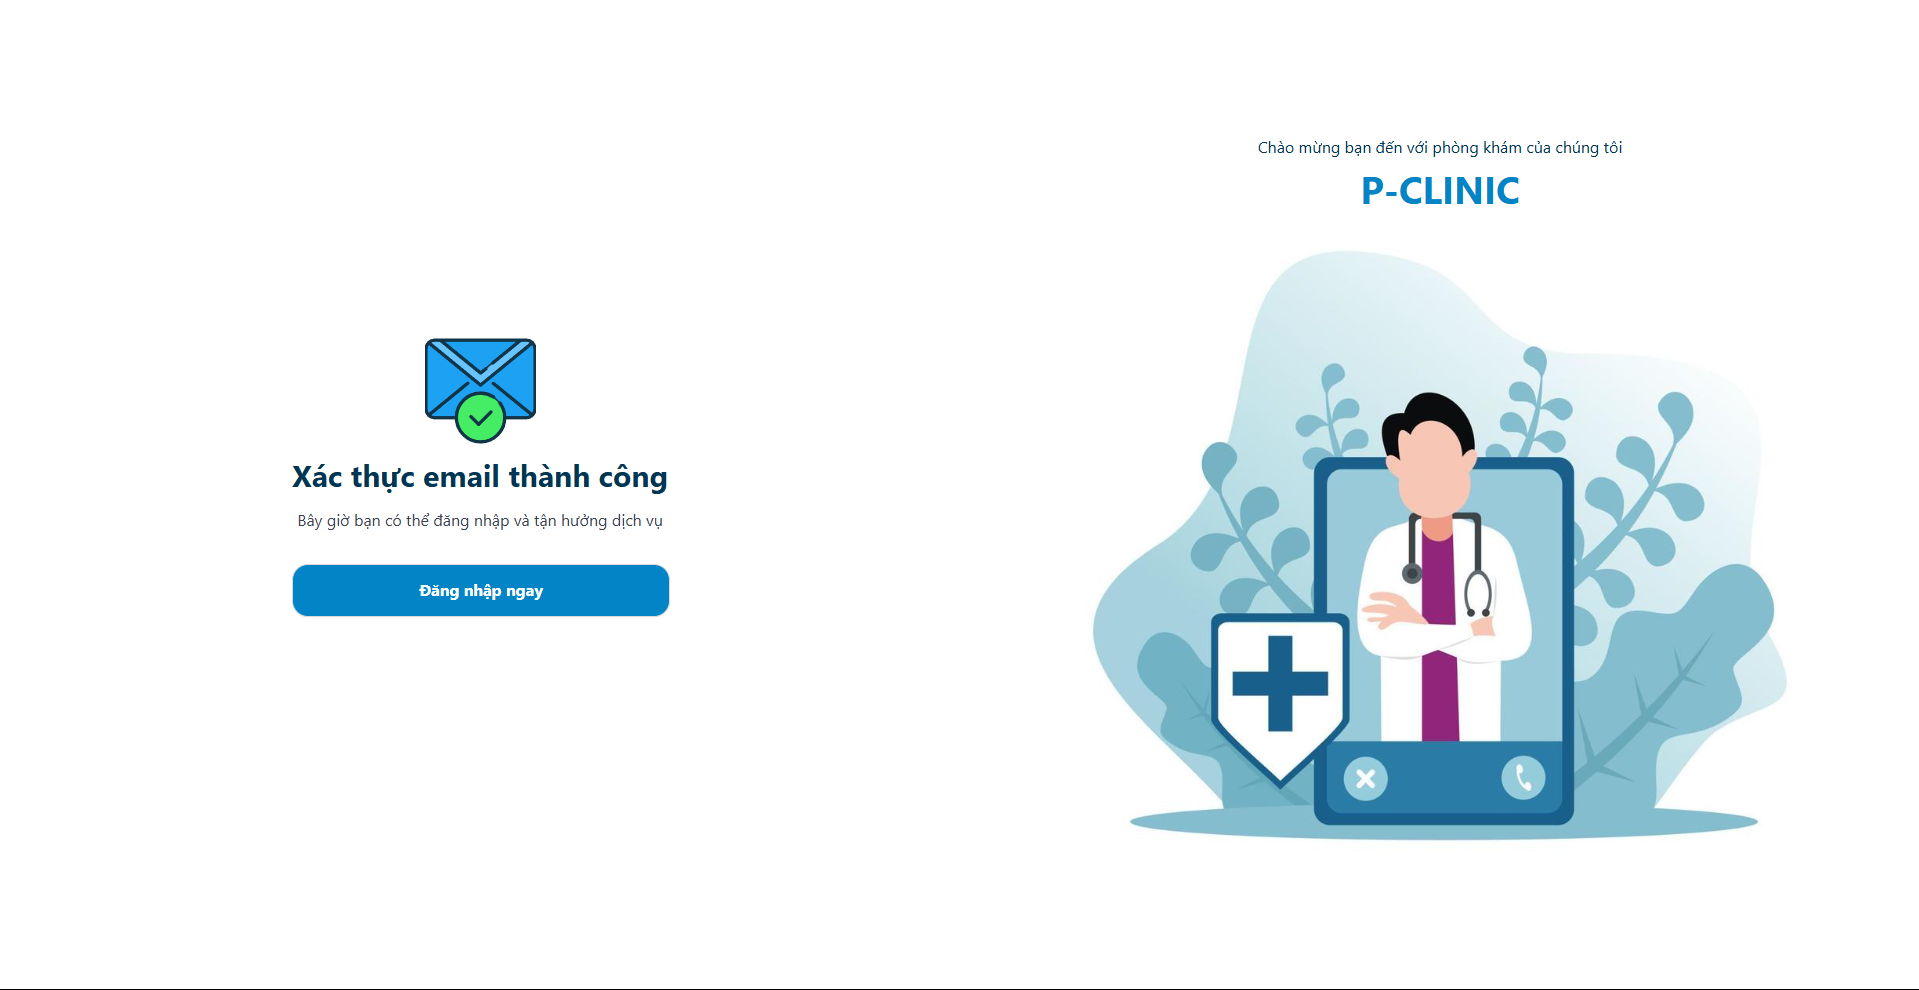 Xác thực email thành công
Bây giờ bạn có thể đăng nhập và tận hưởng dịch vụ
Đăng nhập ngay
Chào mừng bạn đến với phòng khám của chúng tôi
P-CLINIC